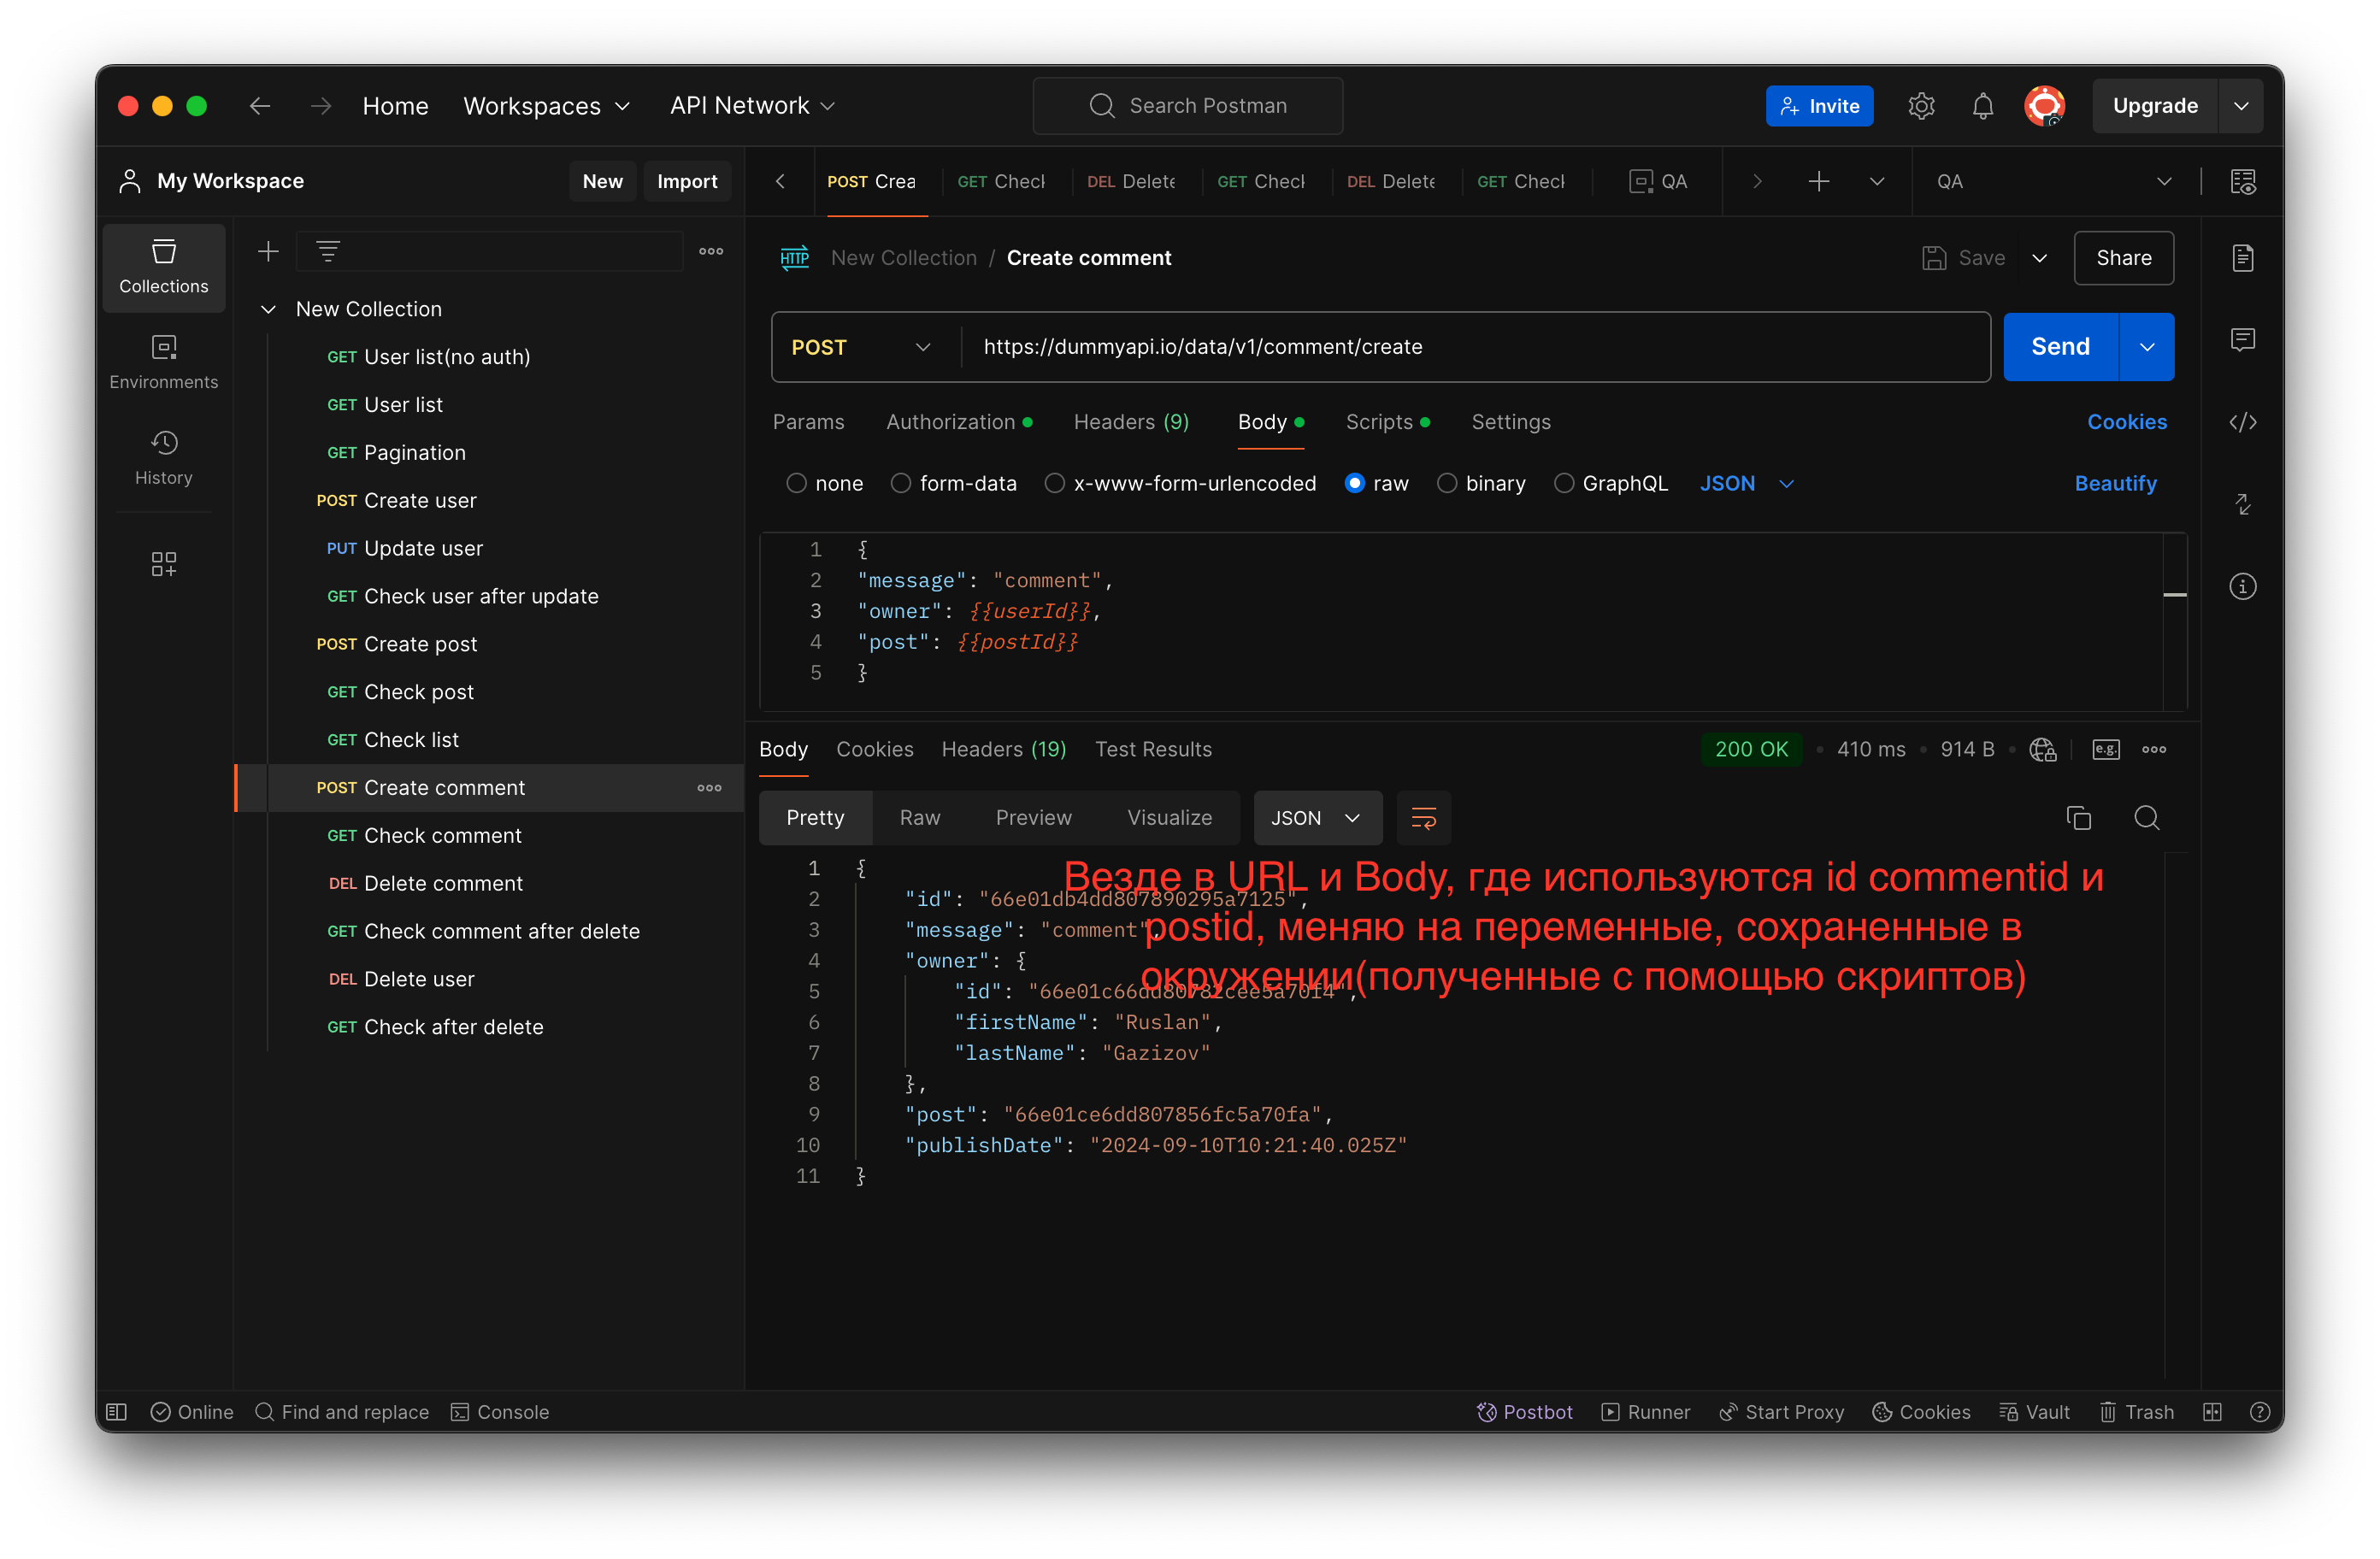 Home Workspaces API Network Search Postman Invite Upgrade
My Workspace New Import
POST Crea GET Check DEL Delete GET Check DEL Delete GET Check QA QA
Collections
Environments
History
New Collection
GET User list(no auth)
GET User list
GET Pagination
POST Create user
PUT Update user
GET Check user after update
POST Create post
GET Check post
GET Check list
POST Create comment
GET Check comment
DEL Delete comment
GET Check comment after delete
DEL Delete user
GET Check after delete
HTTP New Collection / Create comment Save Share
POST https://dummyapi.io/data/v1/comment/create Send
Params Authorization Headers (9) Body Scripts Settings Cookies
none form-data x-www-form-urlencoded raw binary GraphQL JSON Beautify
1 {
2 "message": "comment",
3 "owner": {{userId}},
4 "post": {{postId}}
5 }
Body Cookies Headers (19) Test Results 200 OK 410 ms 914 B e.g.
Pretty Raw Preview Visualize JSON
1 {
2 "id": "66e01db4dd807890295a7125",
3 "message": "comment",
4 "owner": {
5 "id": "66e01c66dd80782cee5a70f4",
6 "firstName": "Ruslan",
7 "lastName": "Gazizov"
8 },
9 "post": "66e01ce6dd807856fc5a70fa",
10 "publishDate": "2024-09-10T10:21:40.025Z"
11 }
Везде в URL и Body, где используются id commentid и
postid, меняю на переменные, сохраненные в
окружении(полученные с помощью скриптов)
Online Find and replace Console Postbot Runner Start Proxy Cookies Vault Trash